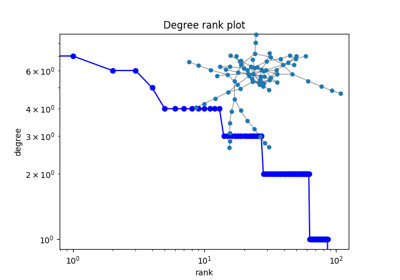 Degree rank plot
degree
6 × 10⁰
4 × 10⁰
3 × 10⁰
2 × 10⁰
10⁰
10⁰
10¹
10²
rank